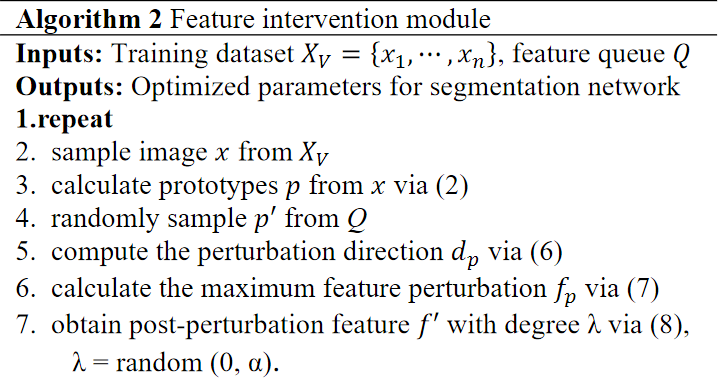 Algorithm 2 Feature intervention module
Inputs: Training dataset X_V = {x_1, ⋯ , x_n}, feature queue Q
Outputs: Optimized parameters for segmentation network
1.repeat
2. sample image x from X_V
3. calculate prototypes p from x via (2)
4. randomly sample p′ from Q
5. compute the perturbation direction d_p via (6)
6. calculate the maximum feature perturbation f_p via (7)
7. obtain post-perturbation feature f′ with degree λ via (8),
λ = random (0, α).